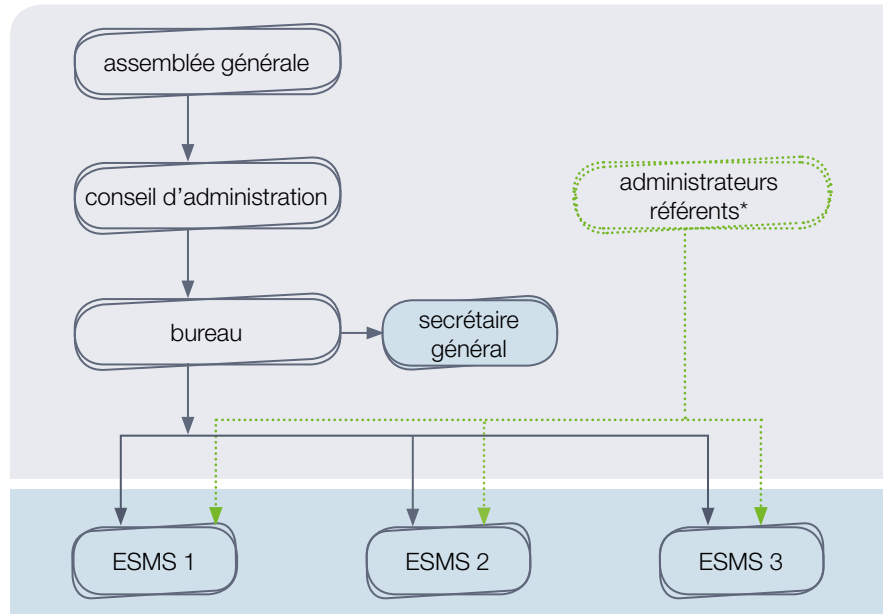 assemblée générale
conseil d’administration
administrateurs
référents*
bureau
secrétaire
général
ESMS 1
ESMS 2
ESMS 3